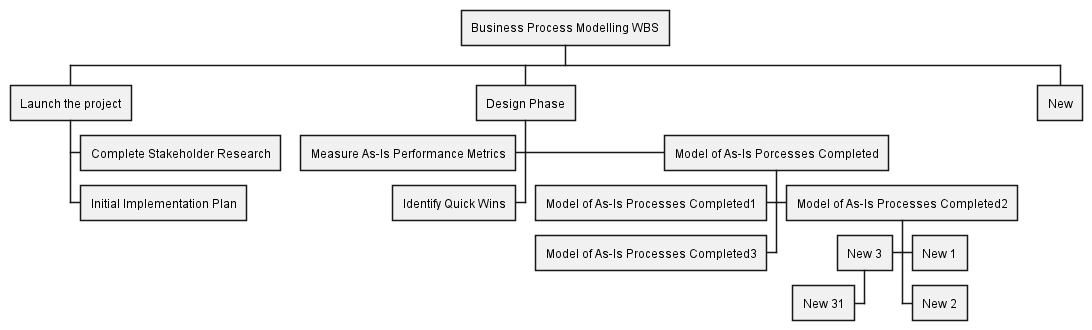 Business Process Modelling WBS
Launch the project
Design Phase
New
Complete Stakeholder Research
Measure As-Is Performance Metrics
Model of As-Is Porcesses Completed
Initial Implementation Plan
Identify Quick Wins
Model of As-Is Processes Completed1
Model of As-Is Processes Completed2
Model of As-Is Processes Completed3
New 3
New 1
New 31
New 2